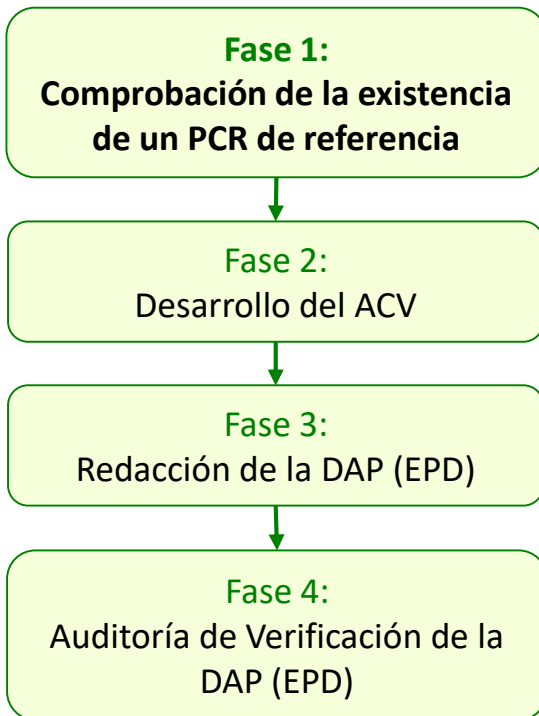 Fase 1:
Comprobación de la existencia
de un PCR de referencia
Fase 2:
Desarrollo del ACV
Fase 3:
Redacción de la DAP (EPD)
Fase 4:
Auditoría de Verificación de la
DAP (EPD)